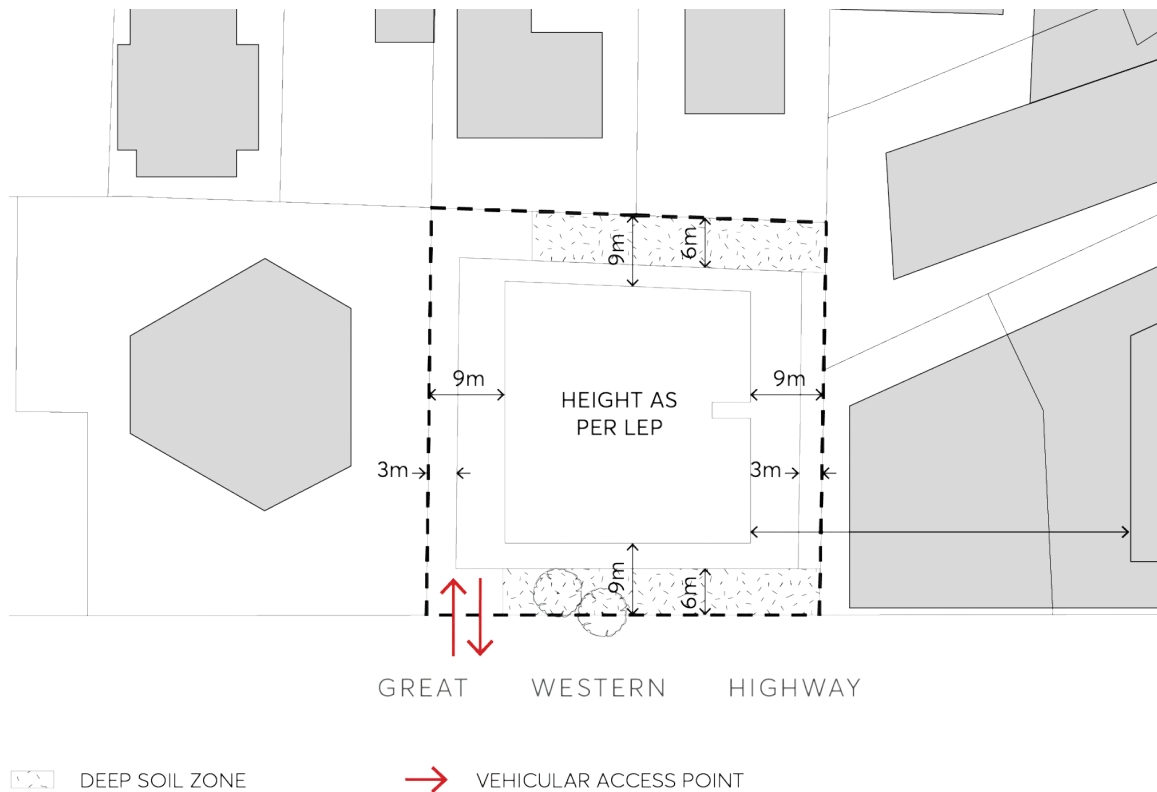 9m
6m
9m
9m
HEIGHT AS
PER LEP
3m
3m
9m
6m
GREAT WESTERN HIGHWAY
DEEP SOIL ZONE
VEHICULAR ACCESS POINT